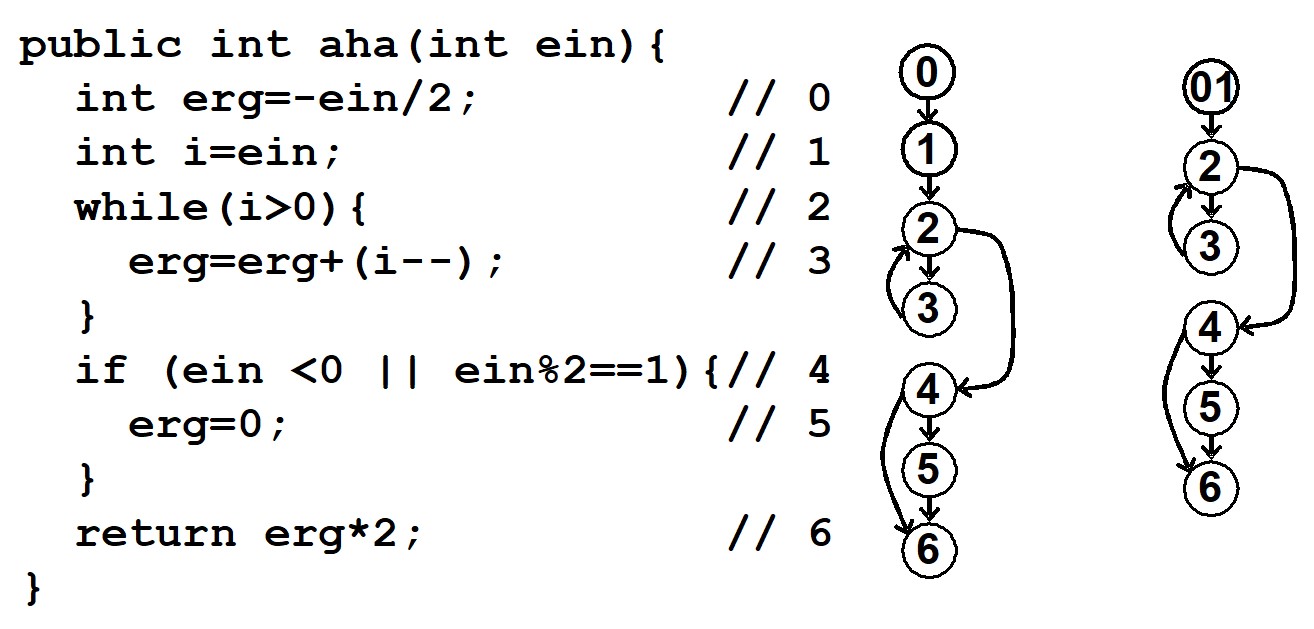 public int aha(int ein){
int erg=-ein/2; // 0
int i=ein; // 1
while(i>0){ // 2
erg=erg+(i--); // 3
}
if (ein <0 || ein%2==1){// 4
erg=0; // 5
}
return erg*2; // 6
}
0
1
2
3
4
5
6
01
2
3
4
5
6